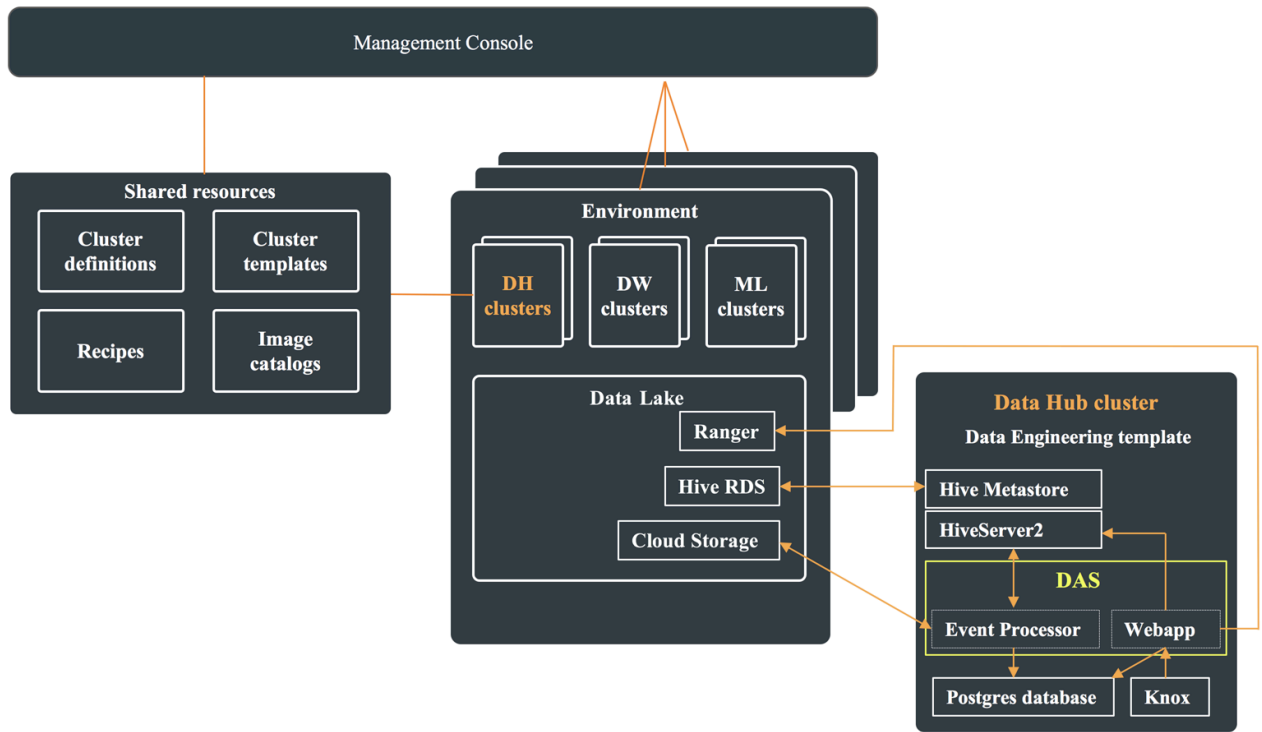 Management Console
Shared resources
Cluster
definitions
Cluster
templates
Recipes
Image
catalogs
Environment
DH
clusters
DW
clusters
ML
clusters
Data Lake
Ranger
Hive RDS
Cloud Storage
Data Hub cluster
Data Engineering template
Hive Metastore
HiveServer2
DAS
Event Processor
Webapp
Postgres database
Knox